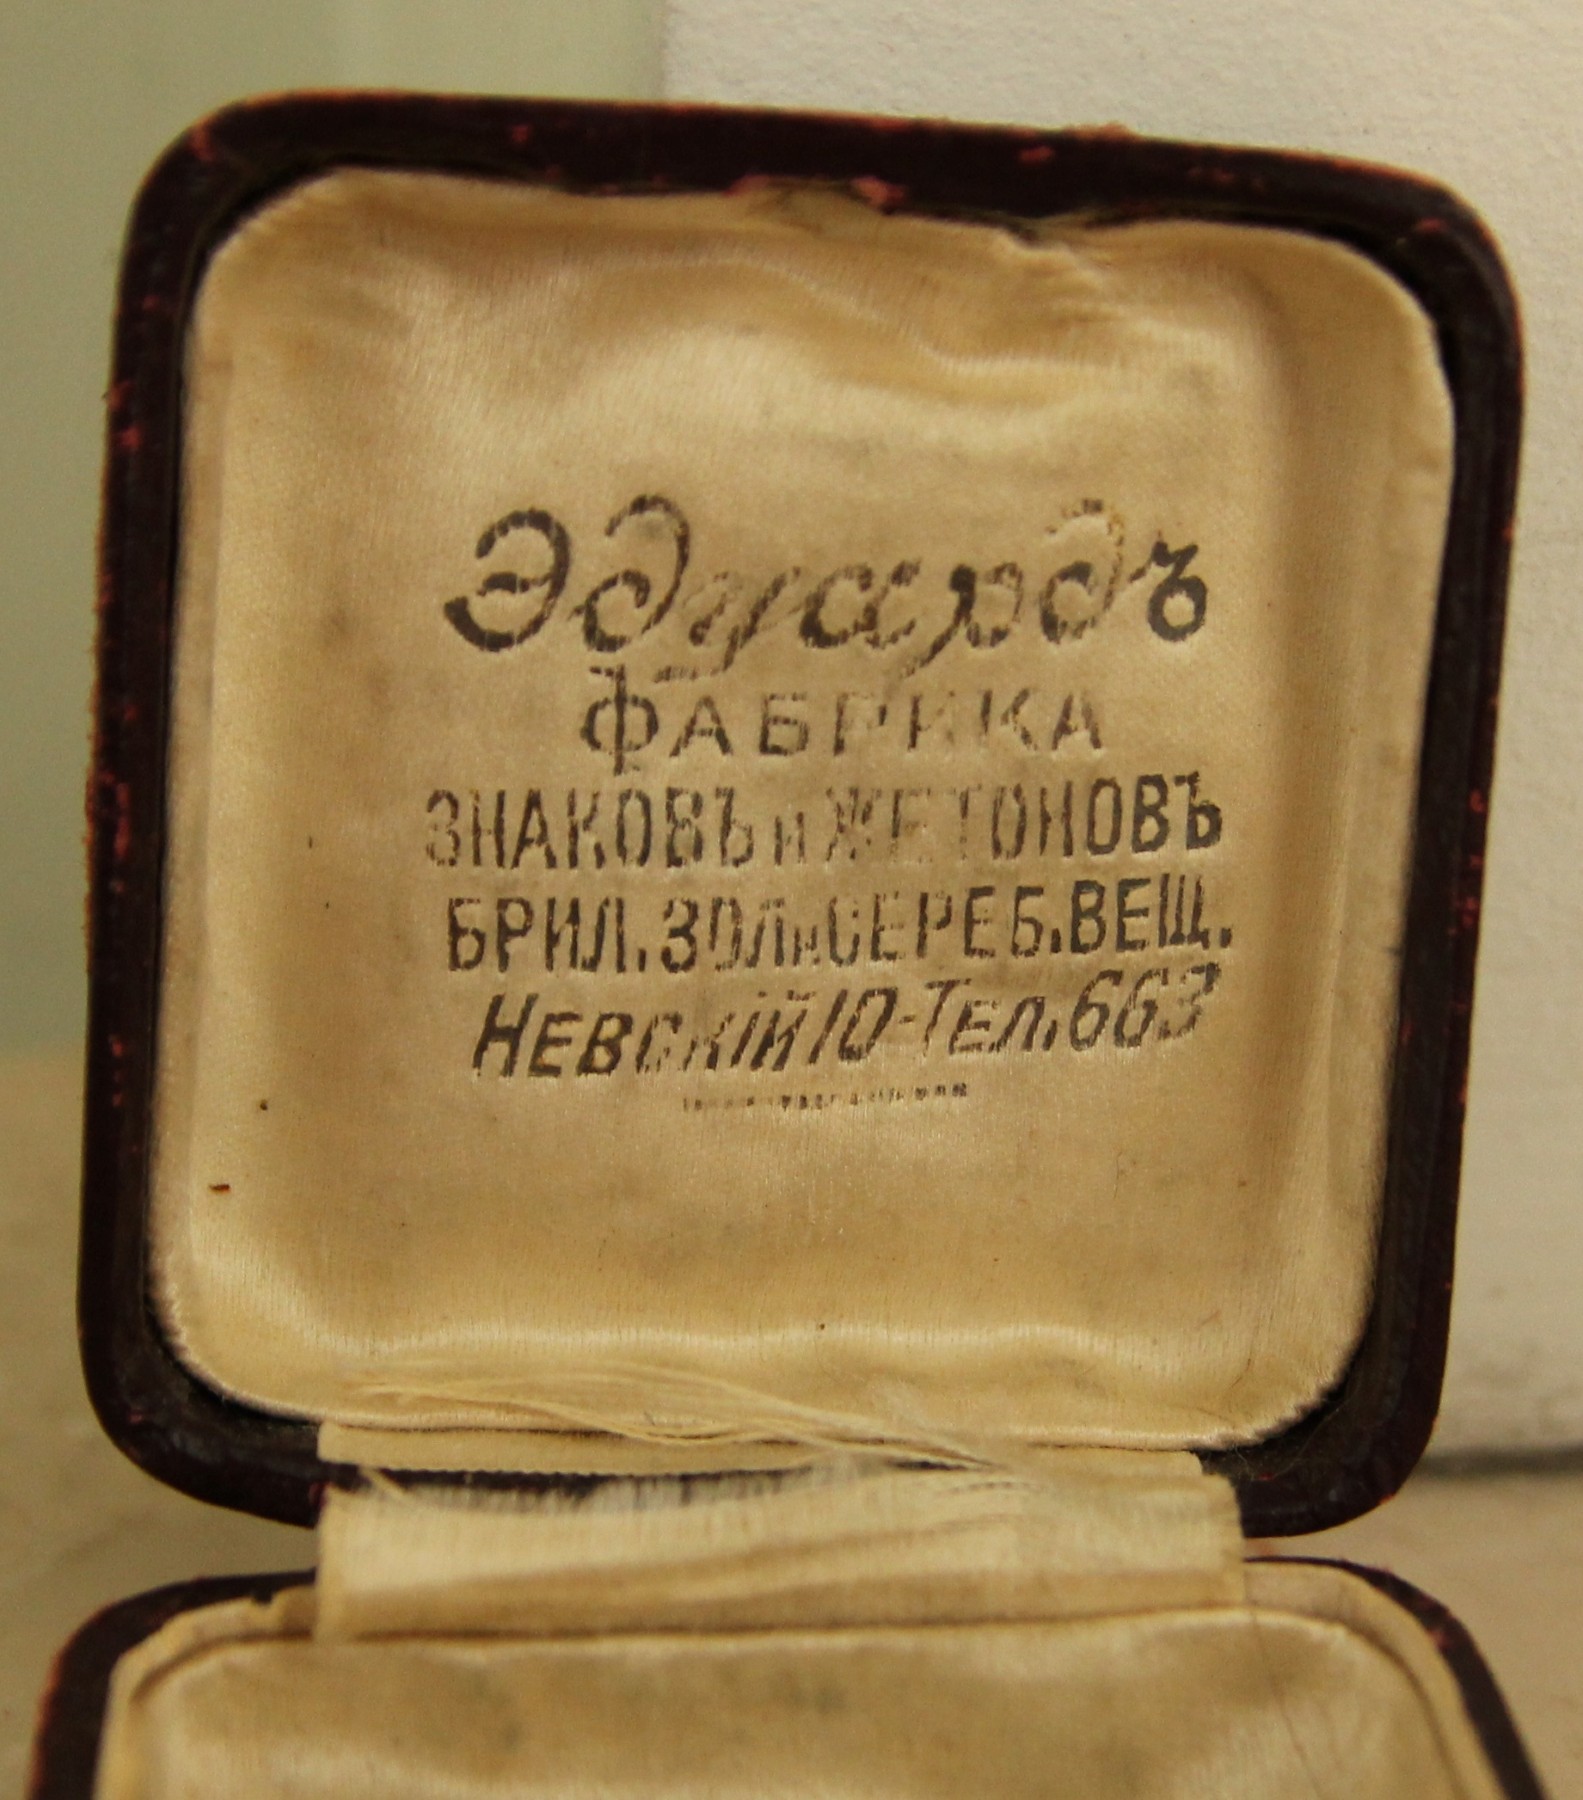 Эдуардъ
ФАБРИКА
ЗНАКОВЪ и ЖЕТОНОВЪ
БРИЛ. ЗОЛ. и СЕРЕБ. ВЕЩ.
НЕВСКІЙ 10 - ТЕЛ. 663